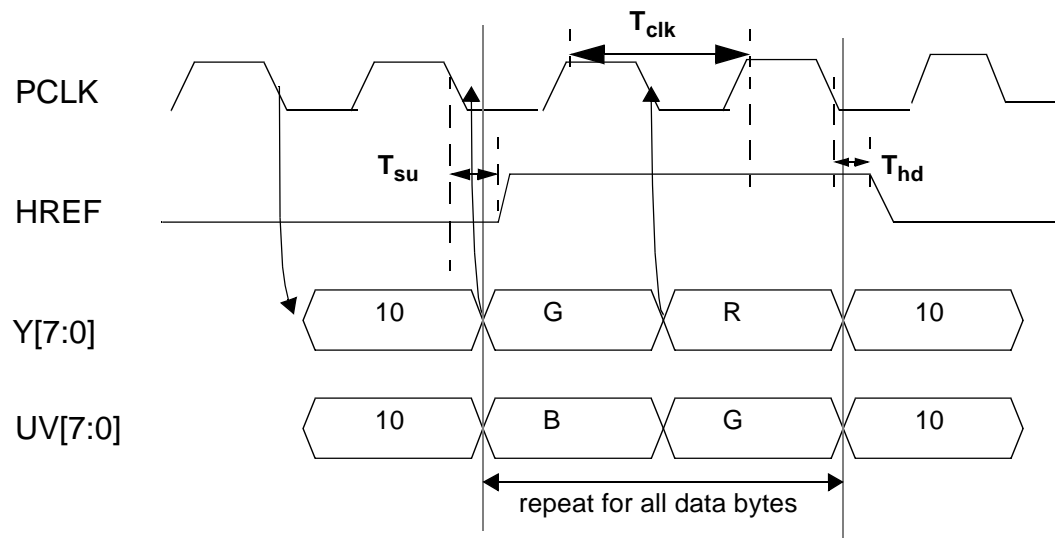 T_clk
PCLK
T_su
T_hd
HREF
Y[7:0]
10
G
R
10
UV[7:0]
10
B
G
10
repeat for all data bytes